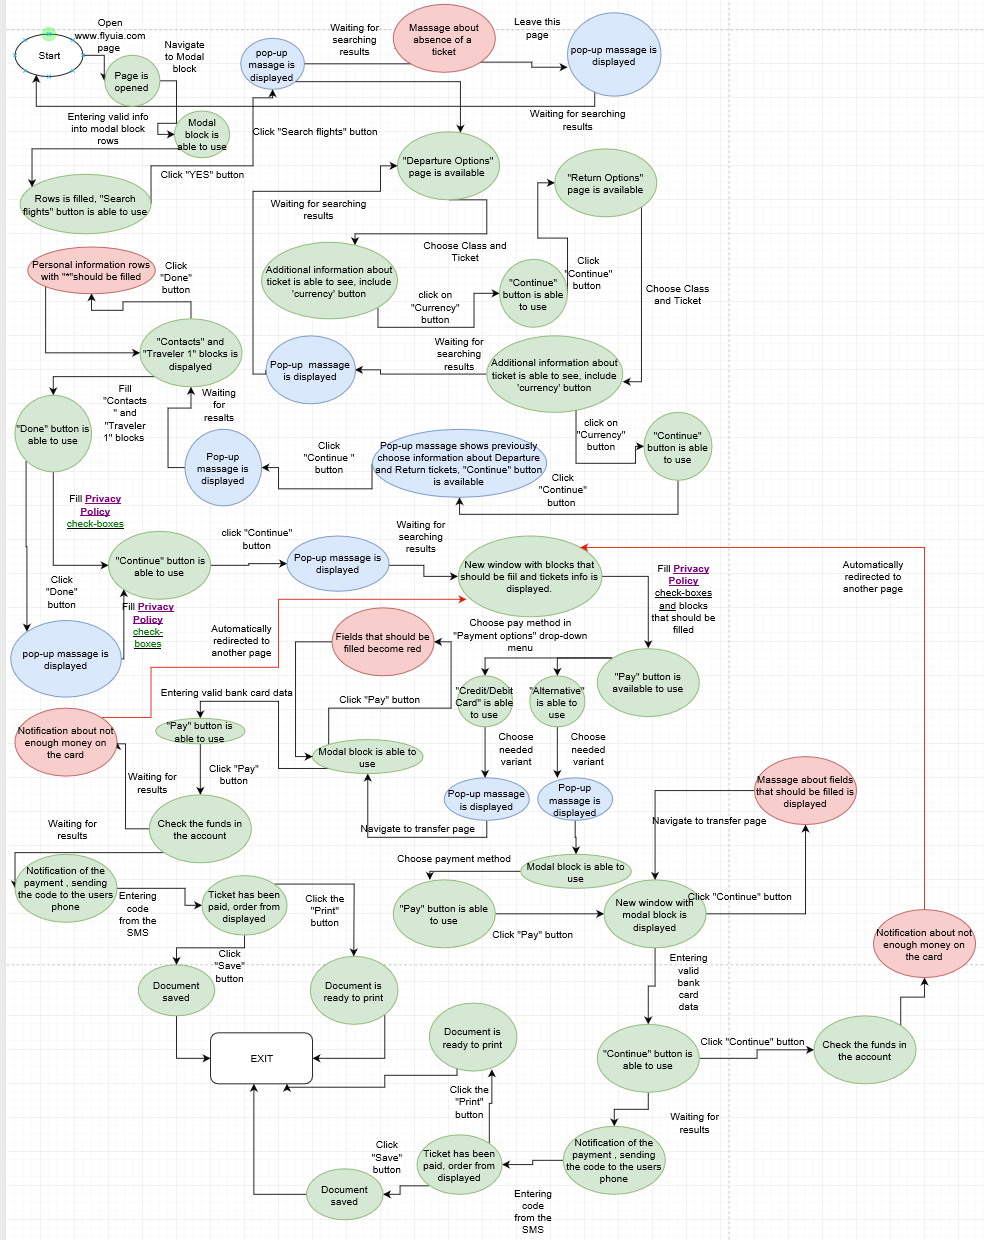 Open
www.flyuia.com
page
Start
Navigate
to Modal
block
Page is
opened
pop-up
masage is
displayed
Waiting for
searching
results
Massage about
absence of a
ticket
Leave this
page
pop-up massage is
displayed
Entering valid info
into modal block
rows
Modal
block is
able to use
Click "Search flights" button
Waiting for searching
results
Click "YES" button
Rows is filled, "Search
flights" button is able to use
"Departure Options"
page is available
"Return Options"
page is available
Waiting for searching
results
Choose Class and
Ticket
Personal information rows
with "*"should be filled
Click
"Done"
button
Additional information about
ticket is able to see, include
'currency' button
click on
"Currency"
button
"Continue"
button is able
to use
Click
"Continue"
button
Choose Class
and Ticket
"Contacts" and
"Traveler 1" blocks is
dispalyed
Pop-up massage
is displayed
Waiting for
searching
results
Additional information about
ticket is able to see, include
'currency' button
Fill
"Contacts
" and
"Traveler
1" blocks
Waiting
for
resalts
"Done" button is
able to use
Pop-up
massage is
displayed
Click
"Continue "
button
Pop-up massage shows previously
choose information about Departure
and Return tickets, "Continue" button
is available
click on
"Currency"
button
"Continue"
button is able
to use
Click
"Continue"
button
Fill Privacy
Policy
check-boxes
click "Continue"
button
Waiting for
searching
results
"Continue" button is
able to use
Pop-up massage is
displayed
New window with blocks that
should be fill and tickets info is
displayed.
Fill Privacy
Policy
check-boxes
and blocks
that should be
filled
Automatically
redirected to
another page
Click
"Done"
button
Fill Privacy
Policy
check-
boxes
pop-up massage is
displayed
Automatically
redirected to
another page
Fields that should be
filled become red
Choose pay method in
"Payment options" drop-down
menu
"Pay" button is
available to use
Entering valid bank card data
Click "Pay" button
"Credit/Debit
Card" is able
to use
"Alternative"
is able to
use
Notification about not
enough money on
the card
"Pay" button is
able to use
Modal block is able to
use
Choose
needed
variant
Choose
needed
variant
Waiting for
results
Click "Pay"
button
Pop-up massage
is displayed
Pop-up
massage is
displayed
Massage about fields
that should be filled is
displayed
Waiting for
results
Check the funds in
the account
Navigate to transfer page
Navigate to transfer page
Choose payment method
Modal block is able to
use
Notification of the
payment , sending
the code to the users
phone
Entering
code
from the
SMS
Ticket has been
paid, order from
displayed
Click the
"Print"
button
"Pay" button is able
to use
Click "Pay" button
New window with
modal block is
displayed
Click "Continue" button
Notification about not
enough money on
the card
Click
"Save"
button
Document
saved
Document is
ready to print
Entering
valid
bank
card
data
EXIT
Document is
ready to print
"Continue" button is
able to use
Click "Continue" button
Check the funds in
the account
Click the
"Print"
button
Waiting for
results
Click
"Save"
button
Ticket has been
paid, order from
displayed
Notification of the
payment , sending
the code to the users
phone
Document
saved
Entering
code
from the
SMS